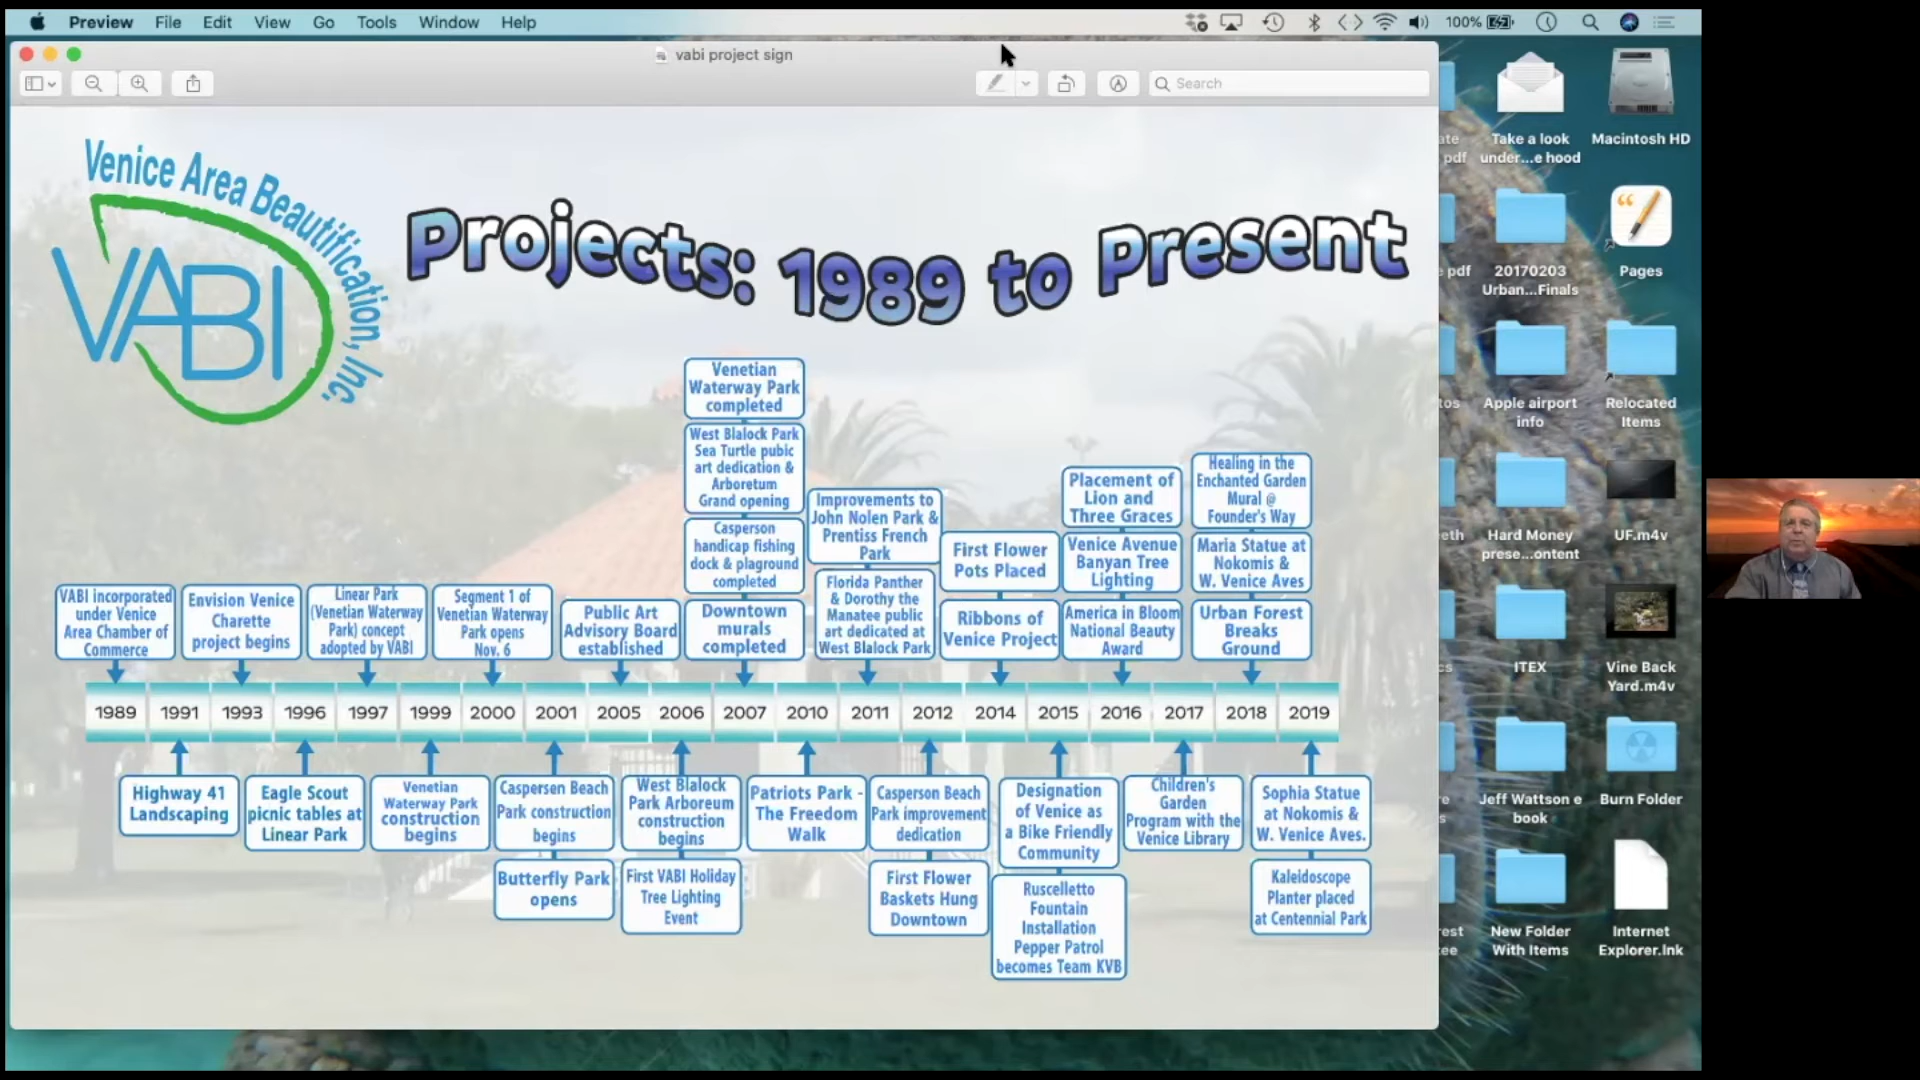 Preview File Edit View Go Tools Window Help
100%
vabi project sign
Search
Venice Area Beautification, Inc.
VABI
Projects: 1989 to Present
Venetian
Waterway Park
completed
West Blalock Park
Sea Turtle pubic
art dedication &
Arboretum
Grand opening
Casperson
handicap fishing
dock & plaground
completed
Downtown
murals
completed
Improvements to
John Nolen Park &
Prentiss French
Park
Florida Panther
& Dorothy the
Manatee public
art dedicated at
West Blalock Park
First Flower
Pots Placed
Ribbons of
Venice Project
Placement of
Lion and
Three Graces
Venice Avenue
Banyan Tree
Lighting
America in Bloom
National Beauty
Award
Healing in the
Enchanted Garden
Mural @
Founder's Way
Maria Statue at
Nokomis &
W. Venice Aves
Urban Forest
Breaks
Ground
VABI incorporated
under Venice
Area Chamber of
Commerce
Envision Venice
Charette
project begins
Linear Park
(Venetian Waterway
Park) concept
adopted by VABI
Segment 1 of
Venetian Waterway
Park opens
Nov. 6
Public Art
Advisory Board
established
1989 1991 1993 1996 1997 1999 2000 2001 2005 2006 2007 2010 2011 2012 2014 2015 2016 2017 2018 2019
Highway 41
Landscaping
Eagle Scout
picnic tables at
Linear Park
Venetian
Waterway Park
construction
begins
Caspersen Beach
Park construction
begins
Butterfly Park
opens
West Blalock
Park Arboreum
construction
begins
First VABI Holiday
Tree Lighting
Event
Patriots Park -
The Freedom
Walk
Casperson Beach
Park improvement
dedication
First Flower
Baskets Hung
Downtown
Designation
of Venice as
a Bike Friendly
Community
Ruscelletto
Fountain
Installation
Pepper Patrol
becomes Team KVB
Children's
Garden
Program with the
Venice Library
Sophia Statue
at Nokomis &
W. Venice Aves.
Kaleidoscope
Planter placed
at Centennial Park
Take a look
under...e hood
Macintosh HD
20170203
Urban...Finals
Pages
Apple airport
info
Relocated
Items
Hard Money
prese...ontent
UF.m4v
ITEX
Vine Back
Yard.m4v
Jeff Wattson e
book
Burn Folder
New Folder
With Items
Internet
Explorer.lnk